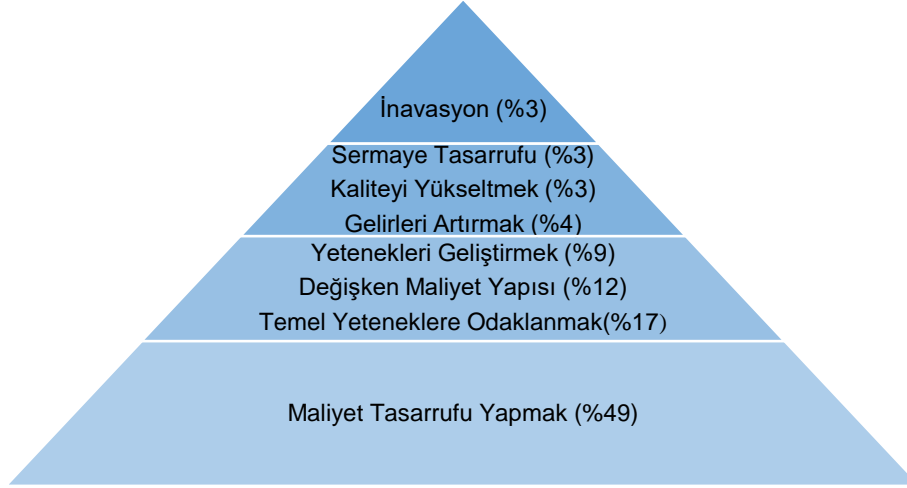 İnavasyon (%3)
Sermaye Tasarrufu (%3)
Kaliteyi Yükseltmek (%3)
Gelirleri Artırmak (%4)
Yetenekleri Geliştirmek (%9)
Değişken Maliyet Yapısı (%12)
Temel Yeteneklere Odaklanmak(%17)
Maliyet Tasarrufu Yapmak (%49)